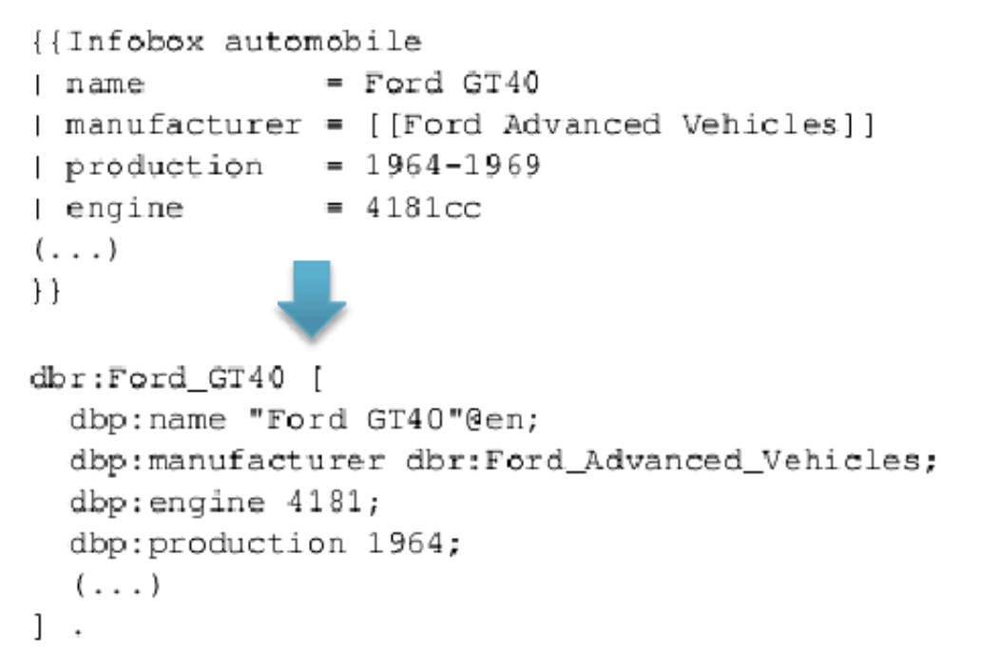 {{Infobox automobile
| name = Ford GT40
| manufacturer = [[Ford Advanced Vehicles]]
| production = 1964-1969
| engine = 4181cc
(...)
}}
dbr:Ford_GT40 [
dbp:name "Ford GT40"@en;
dbp:manufacturer dbr:Ford_Advanced_Vehicles;
dbp:engine 4181;
dbp:production 1964;
(...)
] .